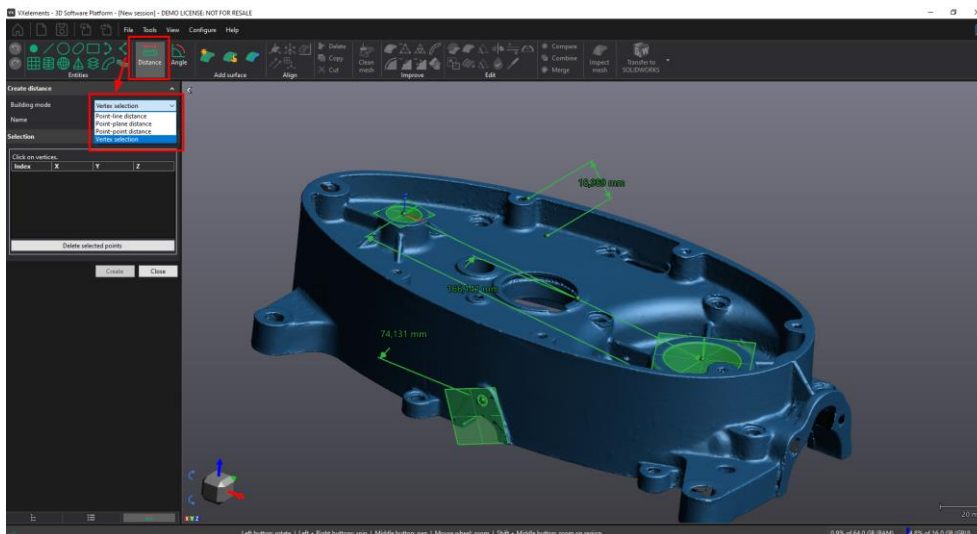 VXelements - 3D Software Platform - [New session] - DEMO LICENSE: NOT FOR RESALE
File Tools View Configure Help
Entities
Distance
Angle
Add surface
Align
Delete
Copy
Cut
Clean mesh
Improve
Edit
Compare
Combine
Merge
Inspect mesh
Transfer to SOLIDWORKS
Create distance
Building mode
Vertex selection
Name
Point-line distance
Point-plane distance
Point-point distance
Vertex selection
Selection
Click on vertices.
Index X Y Z
Delete selected points
Create Close
74,131 mm
X Y Z
20 m
Left button: rotate | Left + Right buttons: spin | Middle button: pan | Mouse wheel: zoom | Shift + Middle button: zoom on region